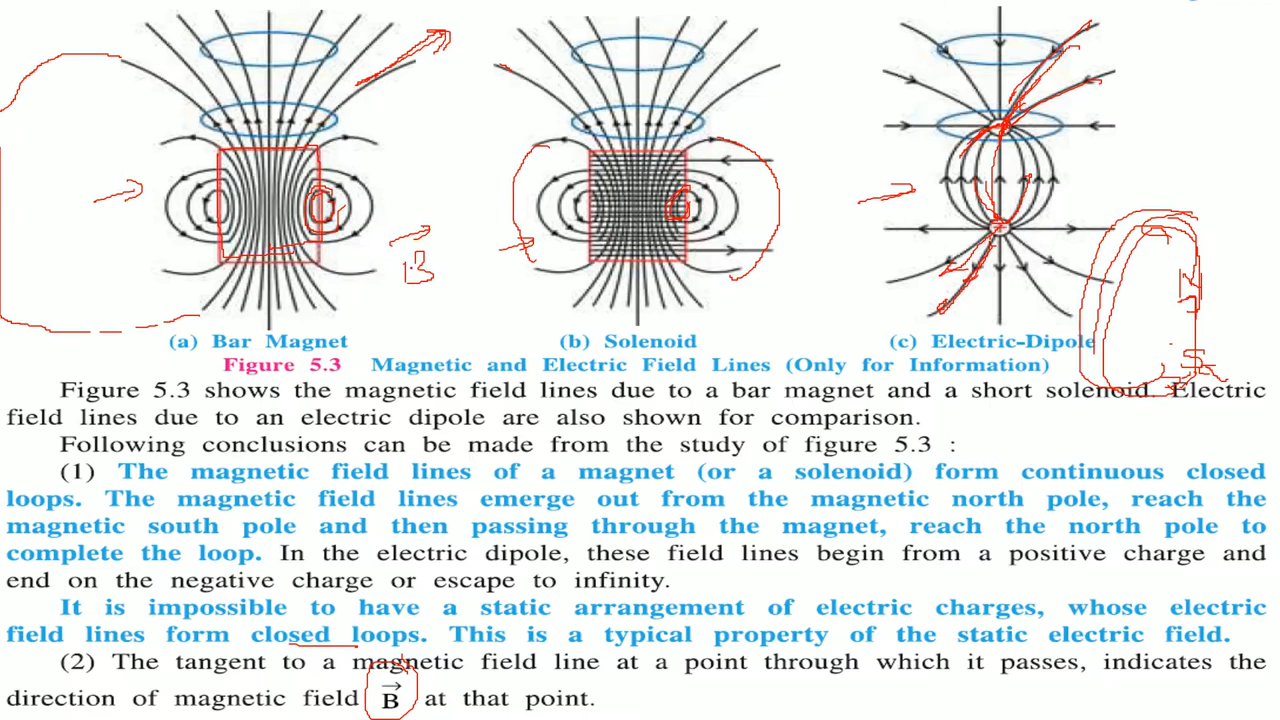 B
(a) Bar Magnet (b) Solenoid (c) Electric-Dipole
Figure 5.3 Magnetic and Electric Field Lines (Only for Information)
Figure 5.3 shows the magnetic field lines due to a bar magnet and a short solenoid. Electric
field lines due to an electric dipole are also shown for comparison.
Following conclusions can be made from the study of figure 5.3 :
(1) The magnetic field lines of a magnet (or a solenoid) form continuous closed
loops. The magnetic field lines emerge out from the magnetic north pole, reach the
magnetic south pole and then passing through the magnet, reach the north pole to
complete the loop. In the electric dipole, these field lines begin from a positive charge and
end on the negative charge or escape to infinity.
It is impossible to have a static arrangement of electric charges, whose electric
field lines form closed loops. This is a typical property of the static electric field.
(2) The tangent to a magnetic field line at a point through which it passes, indicates the
direction of magnetic field B⃗ at that point.